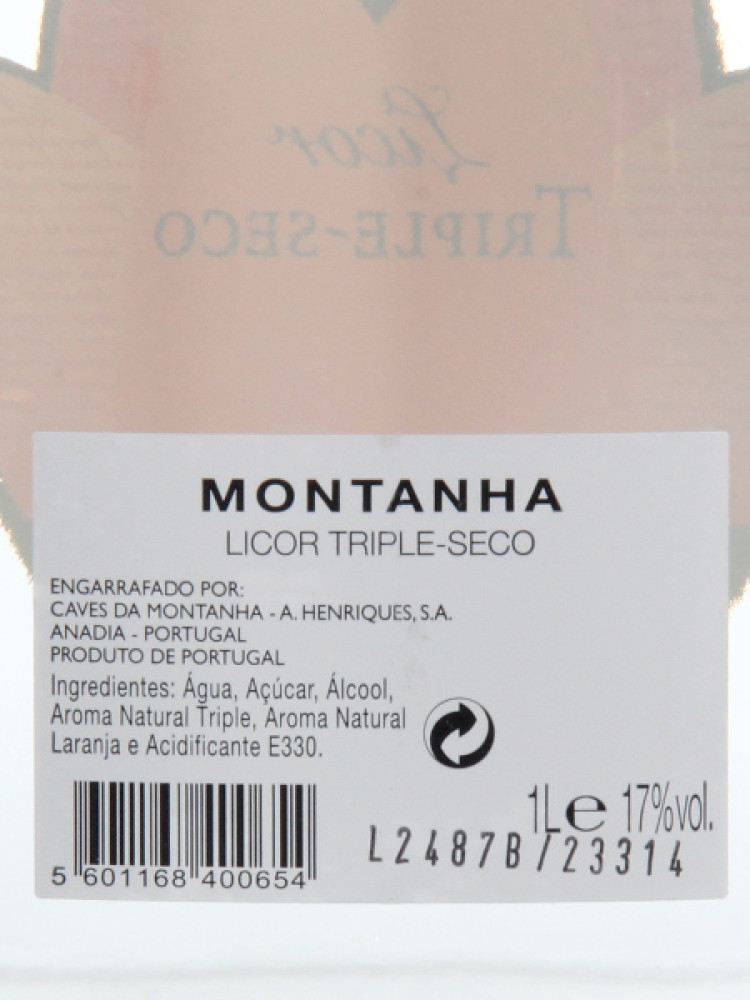 Licor
TRIPLE-SECO
MONTANHA
LICOR TRIPLE-SECO
ENGARRAFADO POR:
CAVES DA MONTANHA - A. HENRIQUES, S.A.
ANADIA - PORTUGAL
PRODUTO DE PORTUGAL
Ingredientes: Água, Açúcar, Álcool,
Aroma Natural Triple, Aroma Natural
Laranja e Acidificante E330.
1L e 17%vol.
L2487B/23314
5 601168 400654